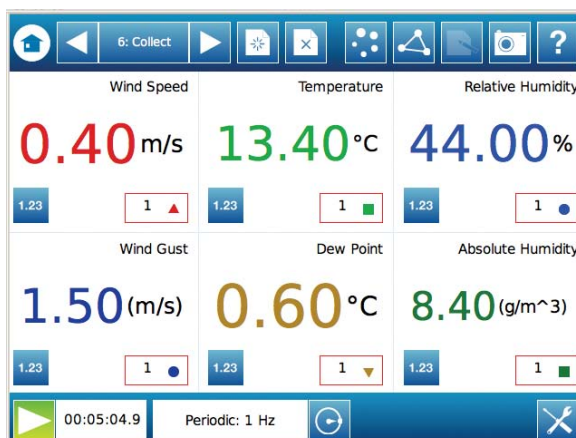 6: Collect
?
Wind Speed
Temperature
Relative Humidity
0.40 m/s
13.40 °C
44.00 %
1.23
1
1.23
1
1.23
1
Wind Gust
Dew Point
Absolute Humidity
1.50 (m/s)
0.60 °C
8.40 (g/m^3)
1.23
1
1.23
1
1.23
1
00:05:04.9
Periodic: 1 Hz